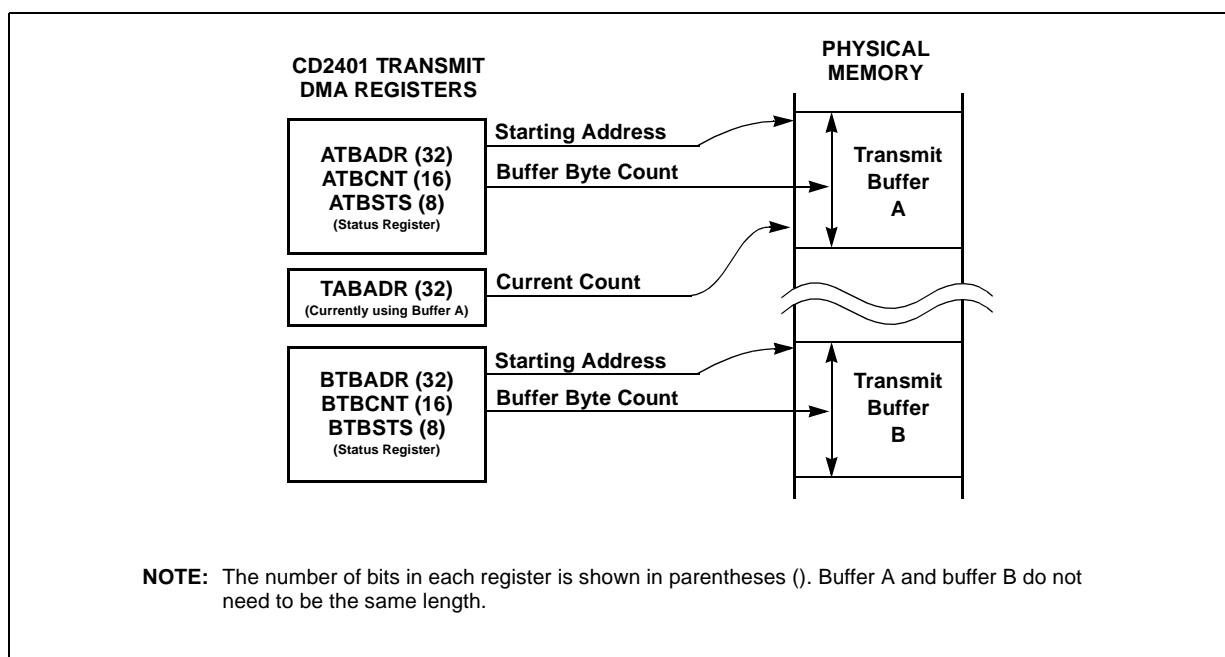 CD2401 TRANSMIT
DMA REGISTERS
PHYSICAL
MEMORY
ATBADR (32)
ATBCNT (16)
ATBSTS (8)
(Status Register)
Starting Address
Buffer Byte Count
Transmit
Buffer
A
TABADR (32)
(Currently using Buffer A)
Current Count
BTBADR (32)
BTBCNT (16)
BTBSTS (8)
(Status Register)
Starting Address
Buffer Byte Count
Transmit
Buffer
B
NOTE: The number of bits in each register is shown in parentheses (). Buffer A and buffer B do not
need to be the same length.